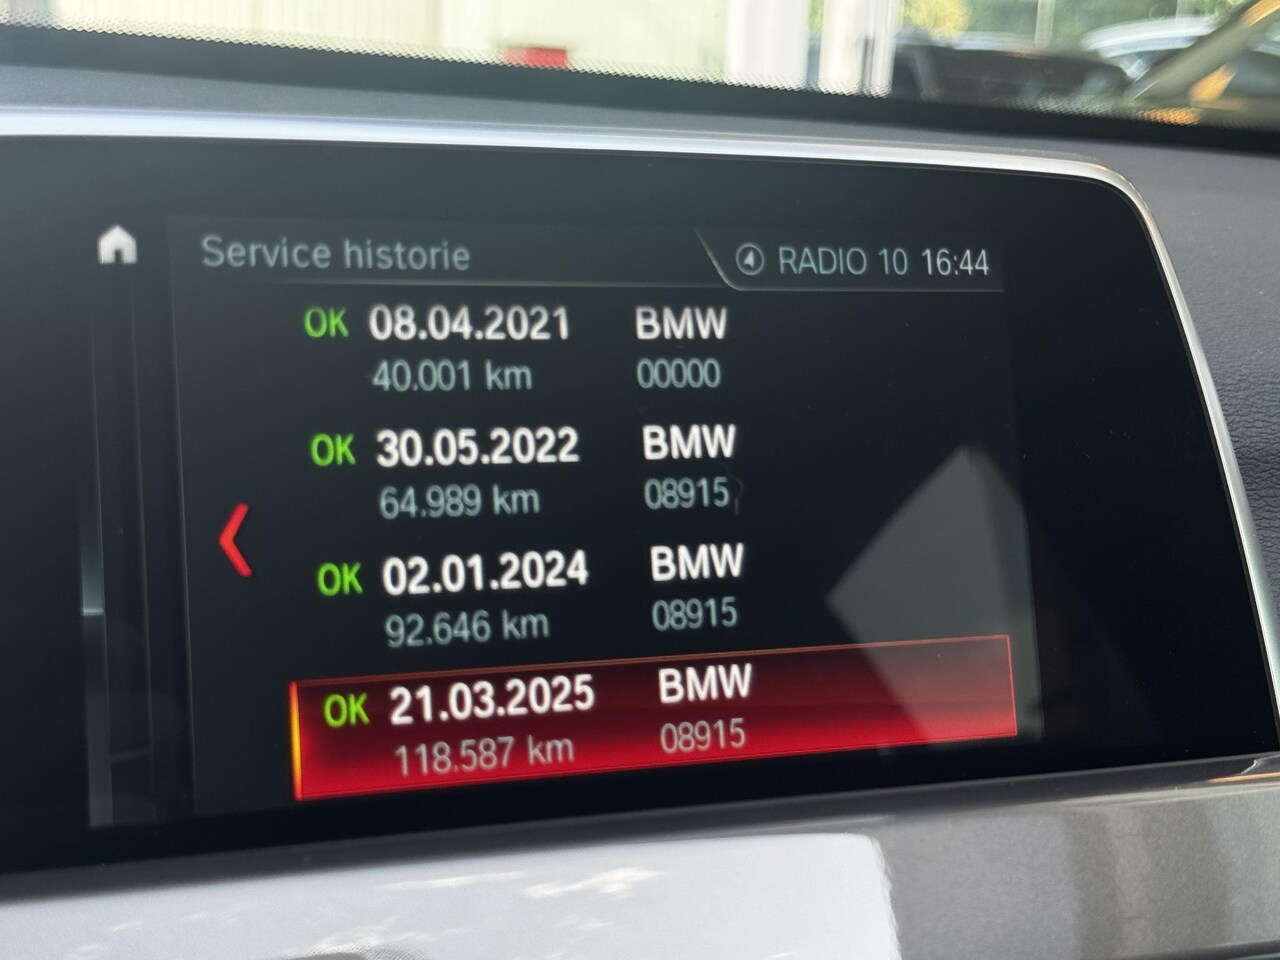 Service historie
RADIO 10 16:44
OK 08.04.2021 BMW
40.001 km 00000
OK 30.05.2022 BMW
64.989 km 08915
OK 02.01.2024 BMW
92.646 km 08915
OK 21.03.2025 BMW
118.587 km 08915